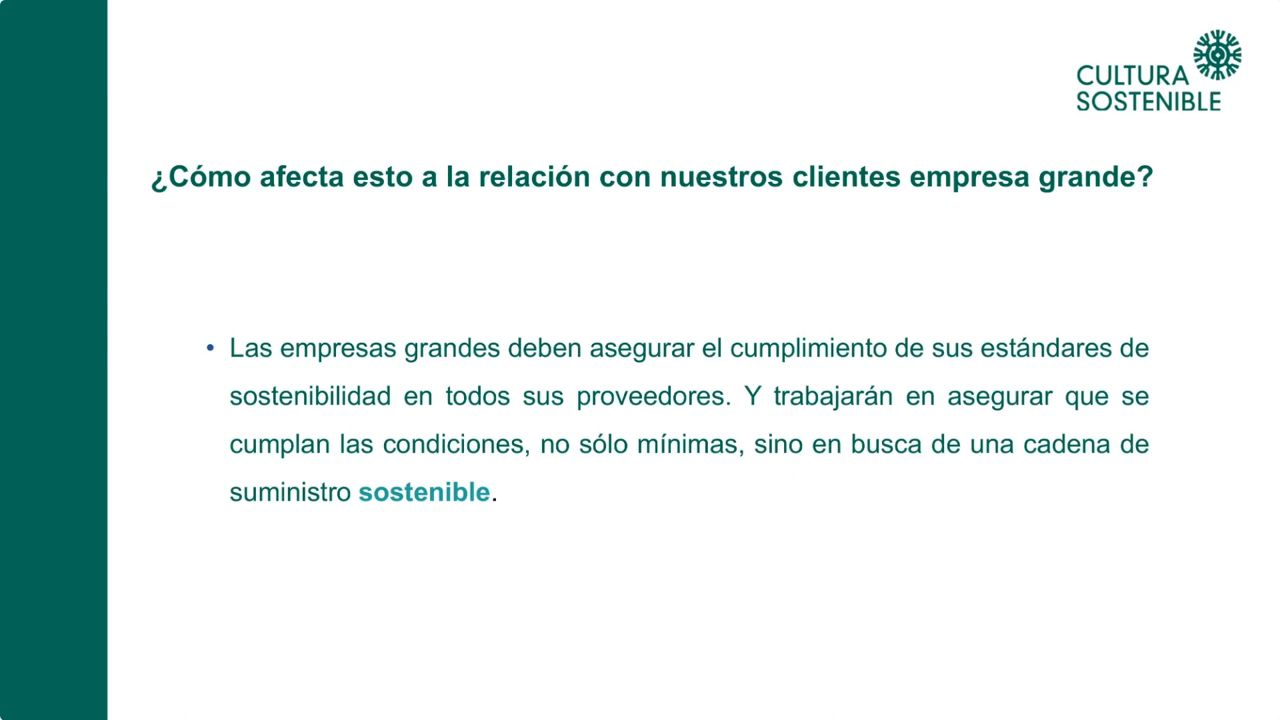 CULTURA
SOSTENIBLE
¿Cómo afecta esto a la relación con nuestros clientes empresa grande?
• Las empresas grandes deben asegurar el cumplimiento de sus estándares de
sostenibilidad en todos sus proveedores. Y trabajarán en asegurar que se
cumplan las condiciones, no sólo mínimas, sino en busca de una cadena de
suministro sostenible.